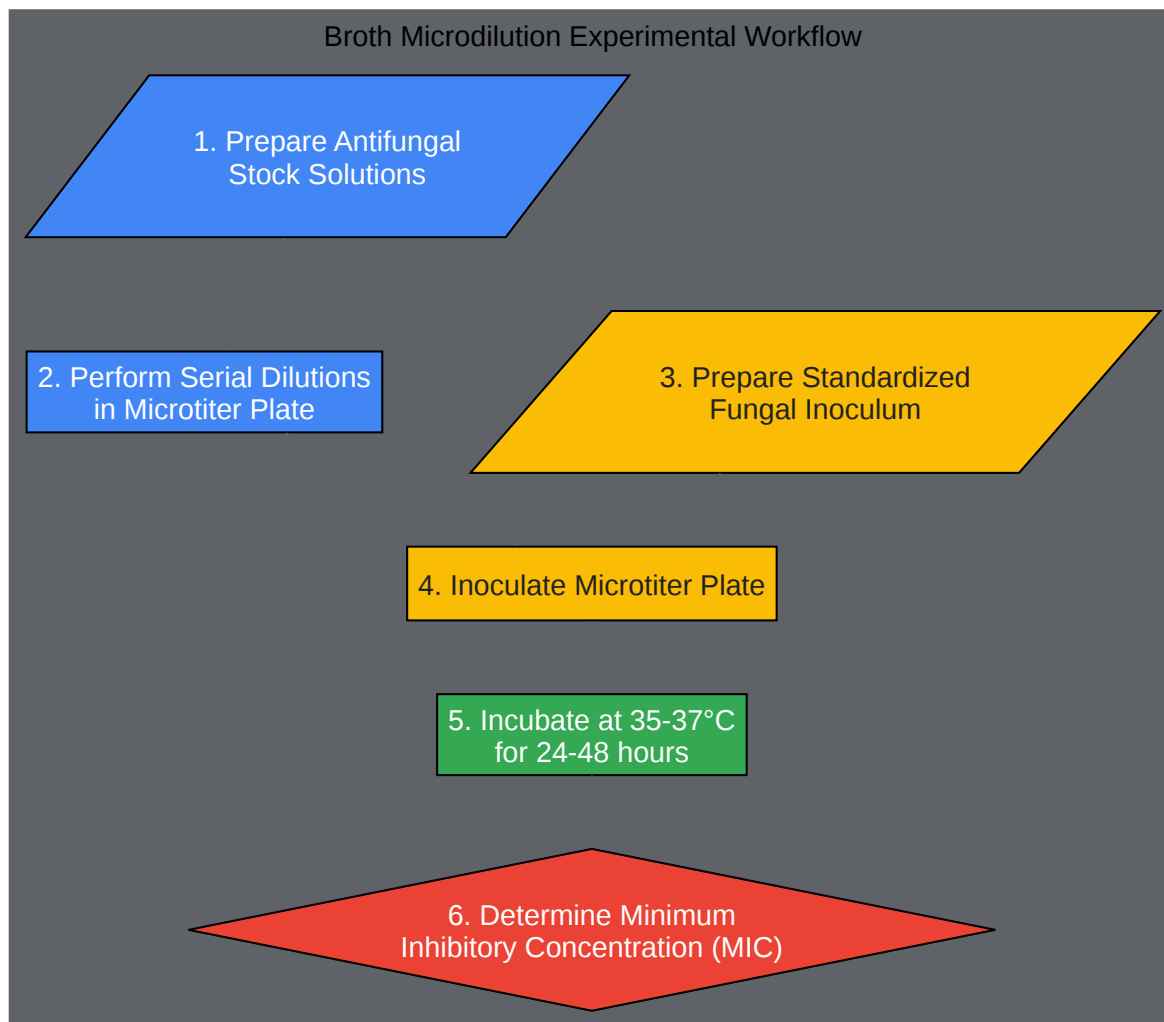 Broth Microdilution Experimental Workflow
1. Prepare Antifungal
Stock Solutions
2. Perform Serial Dilutions
in Microtiter Plate
3. Prepare Standardized
Fungal Inoculum
4. Inoculate Microtiter Plate
5. Incubate at 35-37°C
for 24-48 hours
6. Determine Minimum
Inhibitory Concentration (MIC)